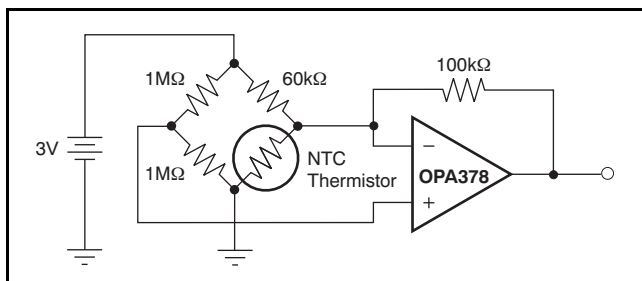 1MΩ
60kΩ
100kΩ
3V
1MΩ
NTC
Thermistor
−
OPA378
+